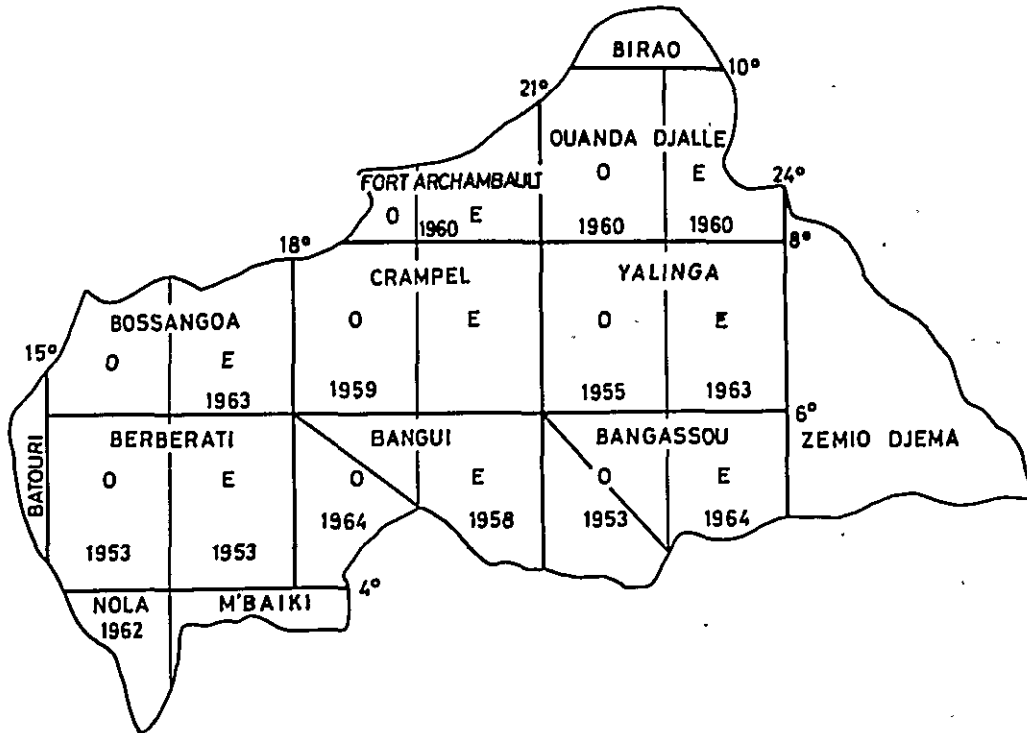 BIRAO
10°
21°
OUANDA DJALLE
O E
24°
FORT ARCHAMBAULT
O E
1960
1960 1960
8°
18°
CRAMPEL
YALINGA
O E
O E
BOSSANGOA
15°
O E
1963
1959
1955 1963
6°
BERBERATI
BANGUI
BANGASSOU
ZEMIO DJEMA
BATOURI
O E
O E
O E
1964
1958
1953
1964
1953 1953
4°
NOLA
1962
M'BAIKI